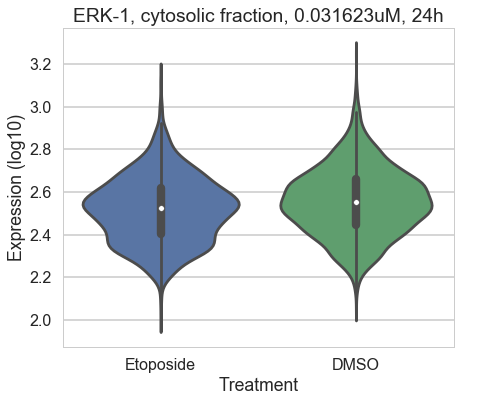 ERK-1, cytosolic fraction, 0.031623uM, 24h
Expression (log10)
3.2
3.0
2.8
2.6
2.4
2.2
2.0
Etoposide DMSO
Treatment